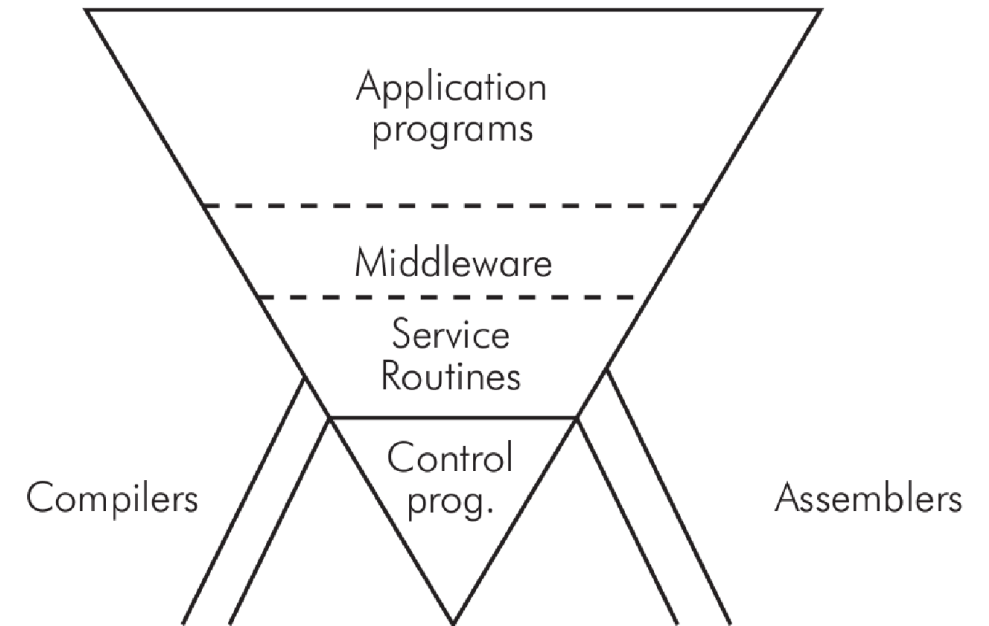 Application
programs
Middleware
Service
Routines
Control
prog.
Compilers
Assemblers